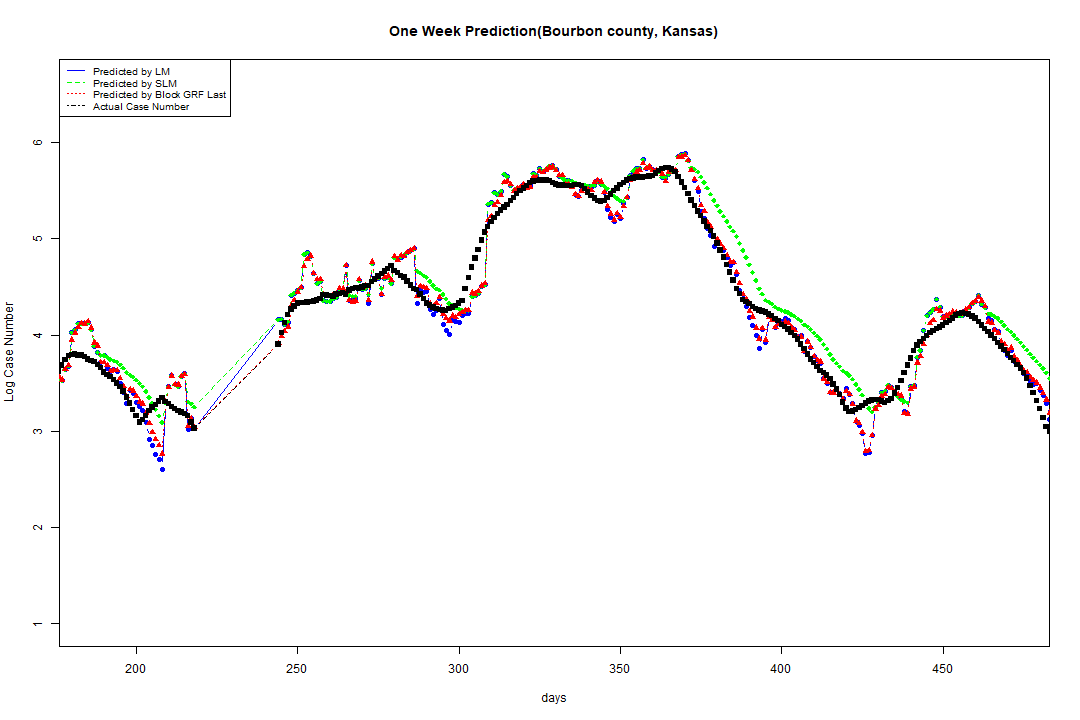 One Week Prediction(Bourbon county, Kansas)
Predicted by LM
Predicted by SLM
Predicted by Block GRF Last
Actual Case Number
6
5
4
3
2
1
Log Case Number
200 250 300 350 400 450
days